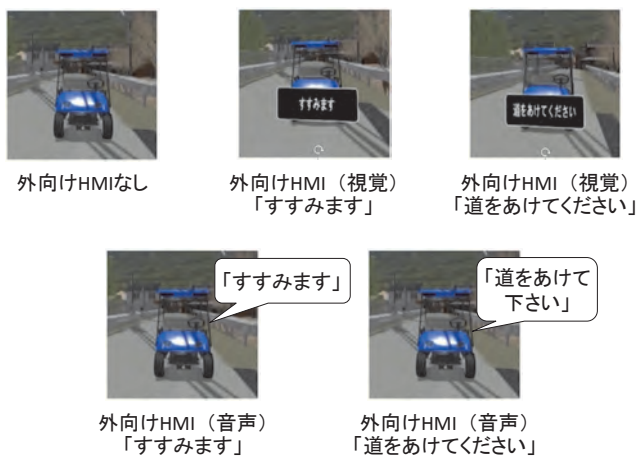 すすみます
道をあけてください
外向けHMIなし
外向けHMI（視覚）
「すすみます」
外向けHMI（視覚）
「道をあけてください」
「すすみます」
「道をあけて
下さい」
外向けHMI（音声）
「すすみます」
外向けHMI（音声）
「道をあけてください」